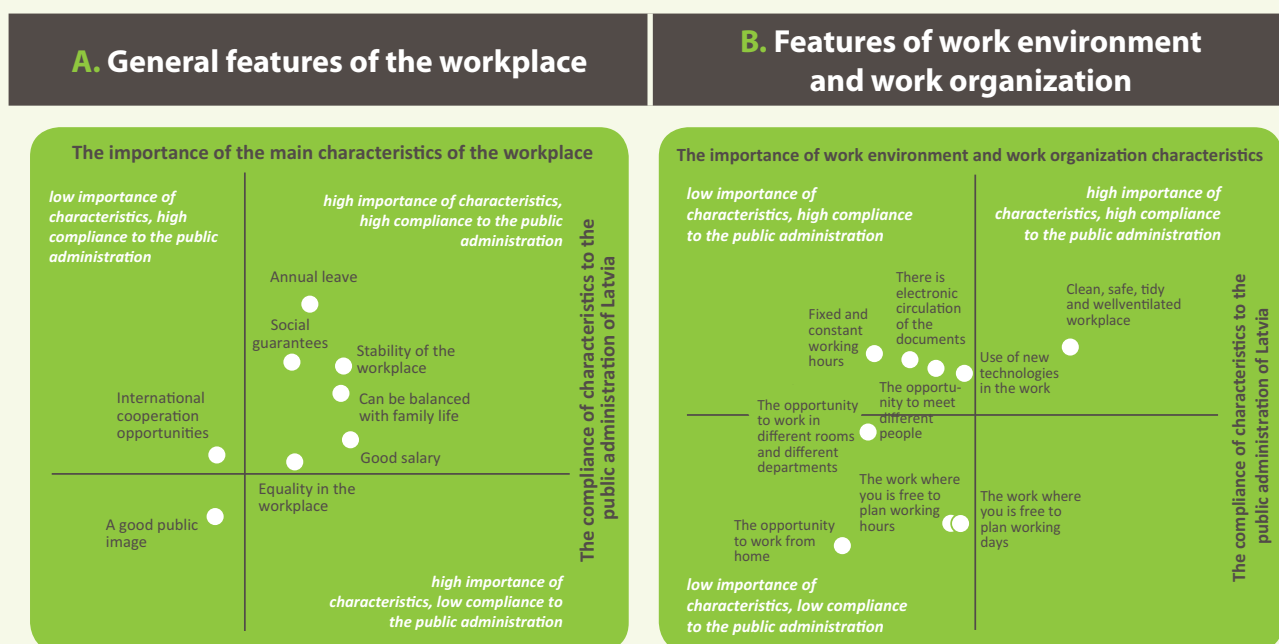 A. General features of the workplace
B. Features of work environment
and work organization
The importance of the main characteristics of the workplace
low importance of
characteristics, high
compliance to the public
administration
high importance of characteristics,
high compliance to the public
administration
Annual leave
Social
guarantees
Stability of the
workplace
Can be balanced
with family life
International
cooperation
opportunities
Good salary
Equality in the
workplace
A good public
image
high importance of
characteristics, low compliance to
the public administration
The compliance of characteristics to the
public administration of Latvia
The importance of work environment and work organization characteristics
low importance of
characteristics, high compliance
to the public administration
high importance of
characteristics, high compliance
to the public administration
There is
electronic
circulation
of the
documents
Clean, safe, tidy
and wellventilated
workplace
Fixed and
constant
working
hours
Use of new
technologies
in the work
The opportu-
nity to meet
different
people
The opportunity
to work in
different rooms
and different
departments
The work where
you is free to
plan working
hours
The work where
you is free to
plan working
days
The opportunity
to work from
home
low importance of
characteristics, low compliance
to the public administration
The compliance of characteristics to the
public administration of Latvia